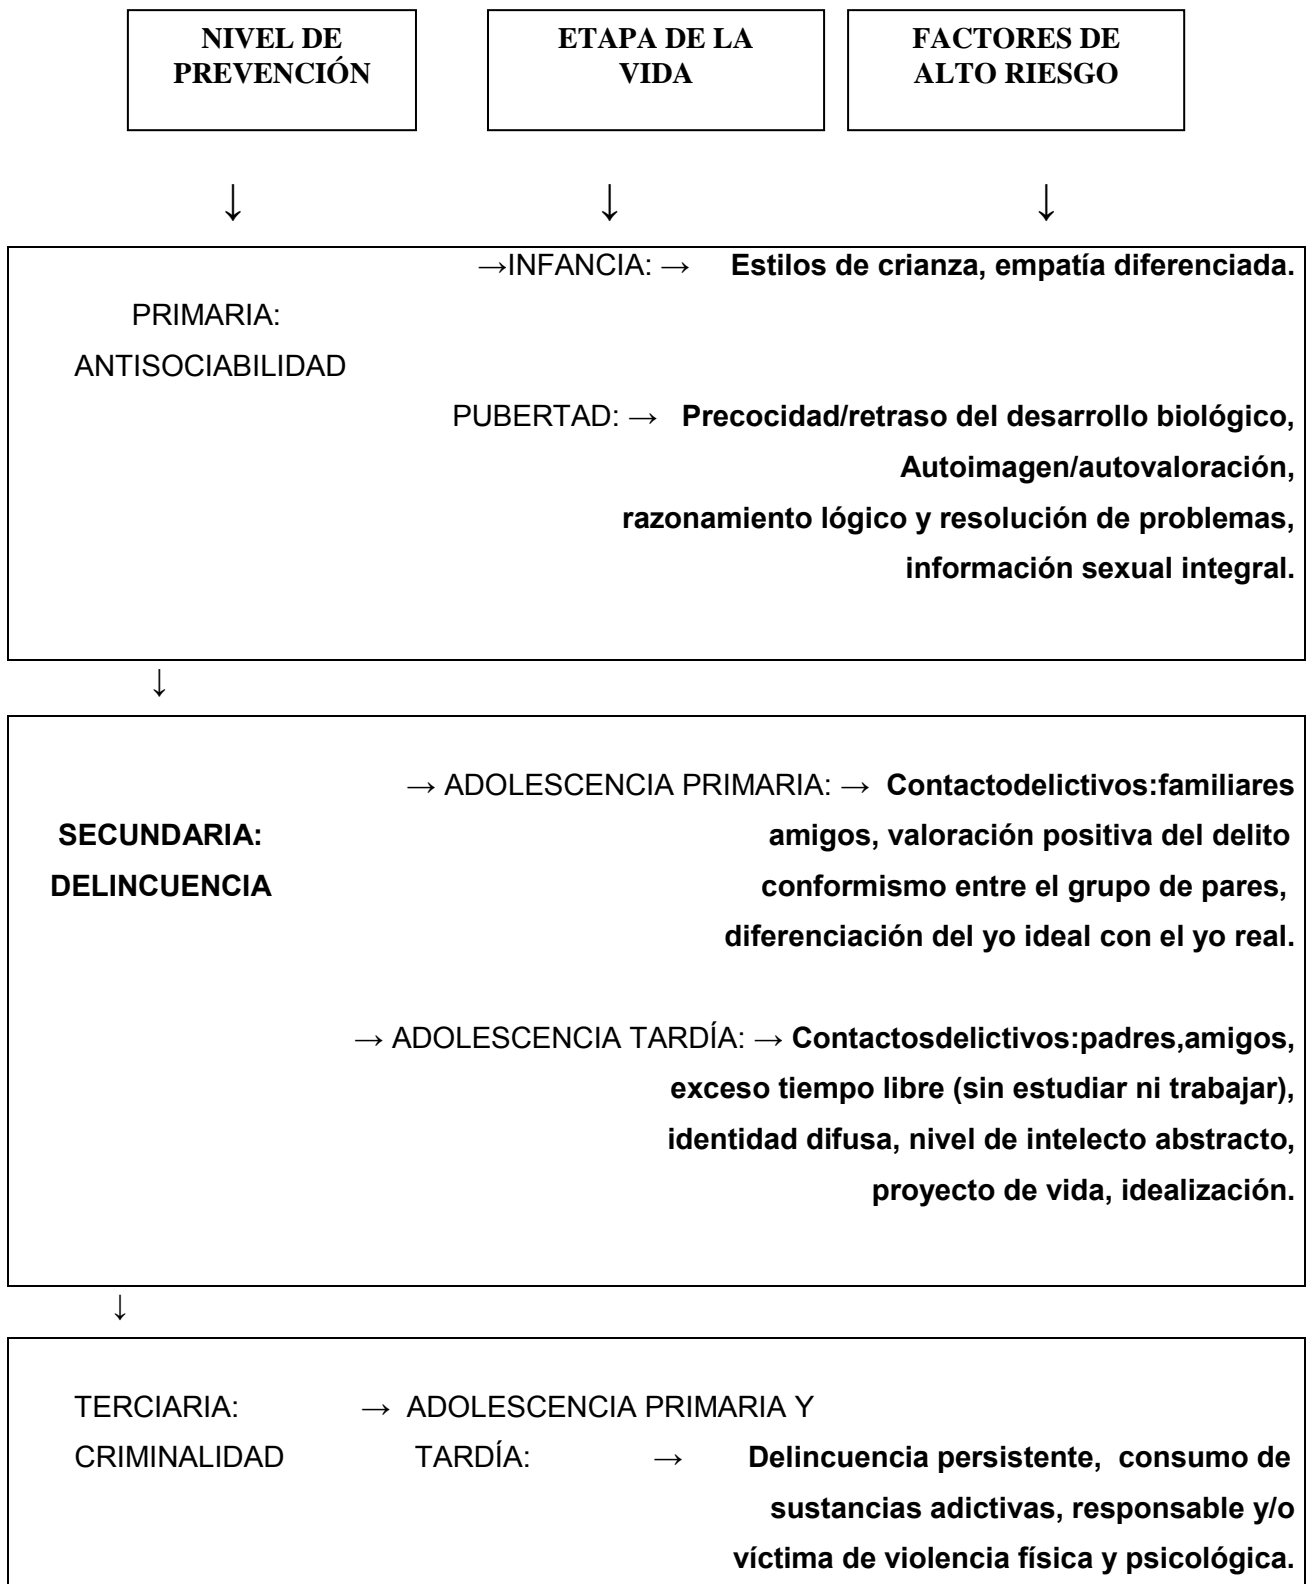 NIVEL DE
PREVENCIÓN
ETAPA DE LA
VIDA
FACTORES DE
ALTO RIESGO
↓ ↓ ↓
→INFANCIA: → Estilos de crianza, empatía diferenciada.
PRIMARIA:
ANTISOCIABILIDAD
PUBERTAD: → Precocidad/retraso del desarrollo biológico,
Autoimagen/autovaloración,
razonamiento lógico y resolución de problemas,
información sexual integral.
↓
→ ADOLESCENCIA PRIMARIA: → Contactodelictivos:familiares
SECUNDARIA: amigos, valoración positiva del delito
DELINCUENCIA conformismo entre el grupo de pares,
diferenciación del yo ideal con el yo real.
→ ADOLESCENCIA TARDÍA: → Contactosdelictivos:padres,amigos,
exceso tiempo libre (sin estudiar ni trabajar),
identidad difusa, nivel de intelecto abstracto,
proyecto de vida, idealización.
↓
TERCIARIA: → ADOLESCENCIA PRIMARIA Y
CRIMINALIDAD TARDÍA: → Delincuencia persistente, consumo de
sustancias adictivas, responsable y/o
víctima de violencia física y psicológica.